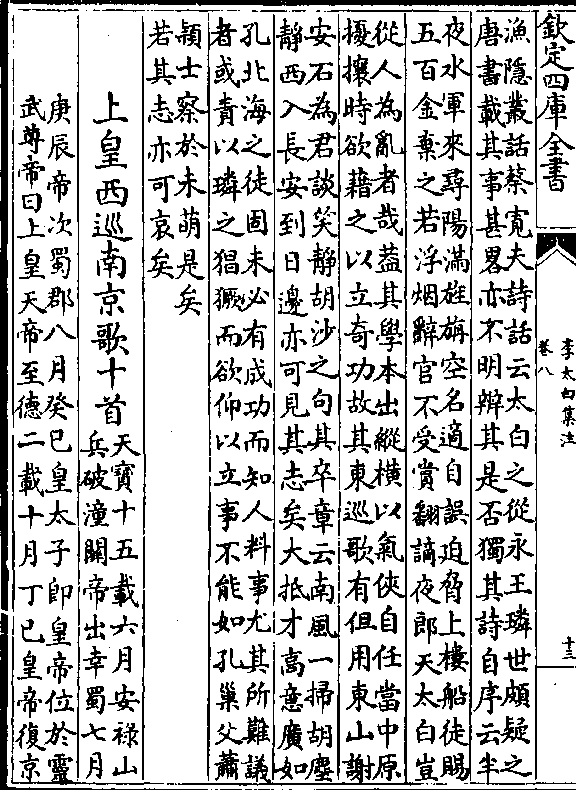 欽定四庫全書
李太白集注
卷八
十三
漁隱叢話蔡寛夫詩話云太白之從永王璘世頗疑之
唐書載其事甚畧亦不明辨其是否獨其詩自序云半
夜水軍來尋陽滿旌旃空名適自誤迫脅上樓船徒賜
五百金棄之若浮烟辭官不受賞翻謫夜郎天太白豈
從人為亂者哉葢其學本出縱橫以氣俠自任當中原
擾攘時欲藉之以立奇功故其東巡歌有但用東山謝
安石為君談笑靜胡沙之句其卒章云南風一掃胡塵
靜西入長安到日邊亦可見其志矣大抵才高意廣如
孔北海之徒固未必有成功而知人料事尤其所難議
者或責以璘之猖獗而欲仰以立事不能如孔巢父蕭
頴士察於未萌是矣
若其志亦可哀矣
上皇西巡南京歌十首
天寶十五載六月安祿山
兵破潼關帝出幸蜀七月
庚辰帝次蜀郡八月癸巳皇太子即皇帝位於靈
武尊帝曰上皇天帝至德二載十月丁巳皇帝復京